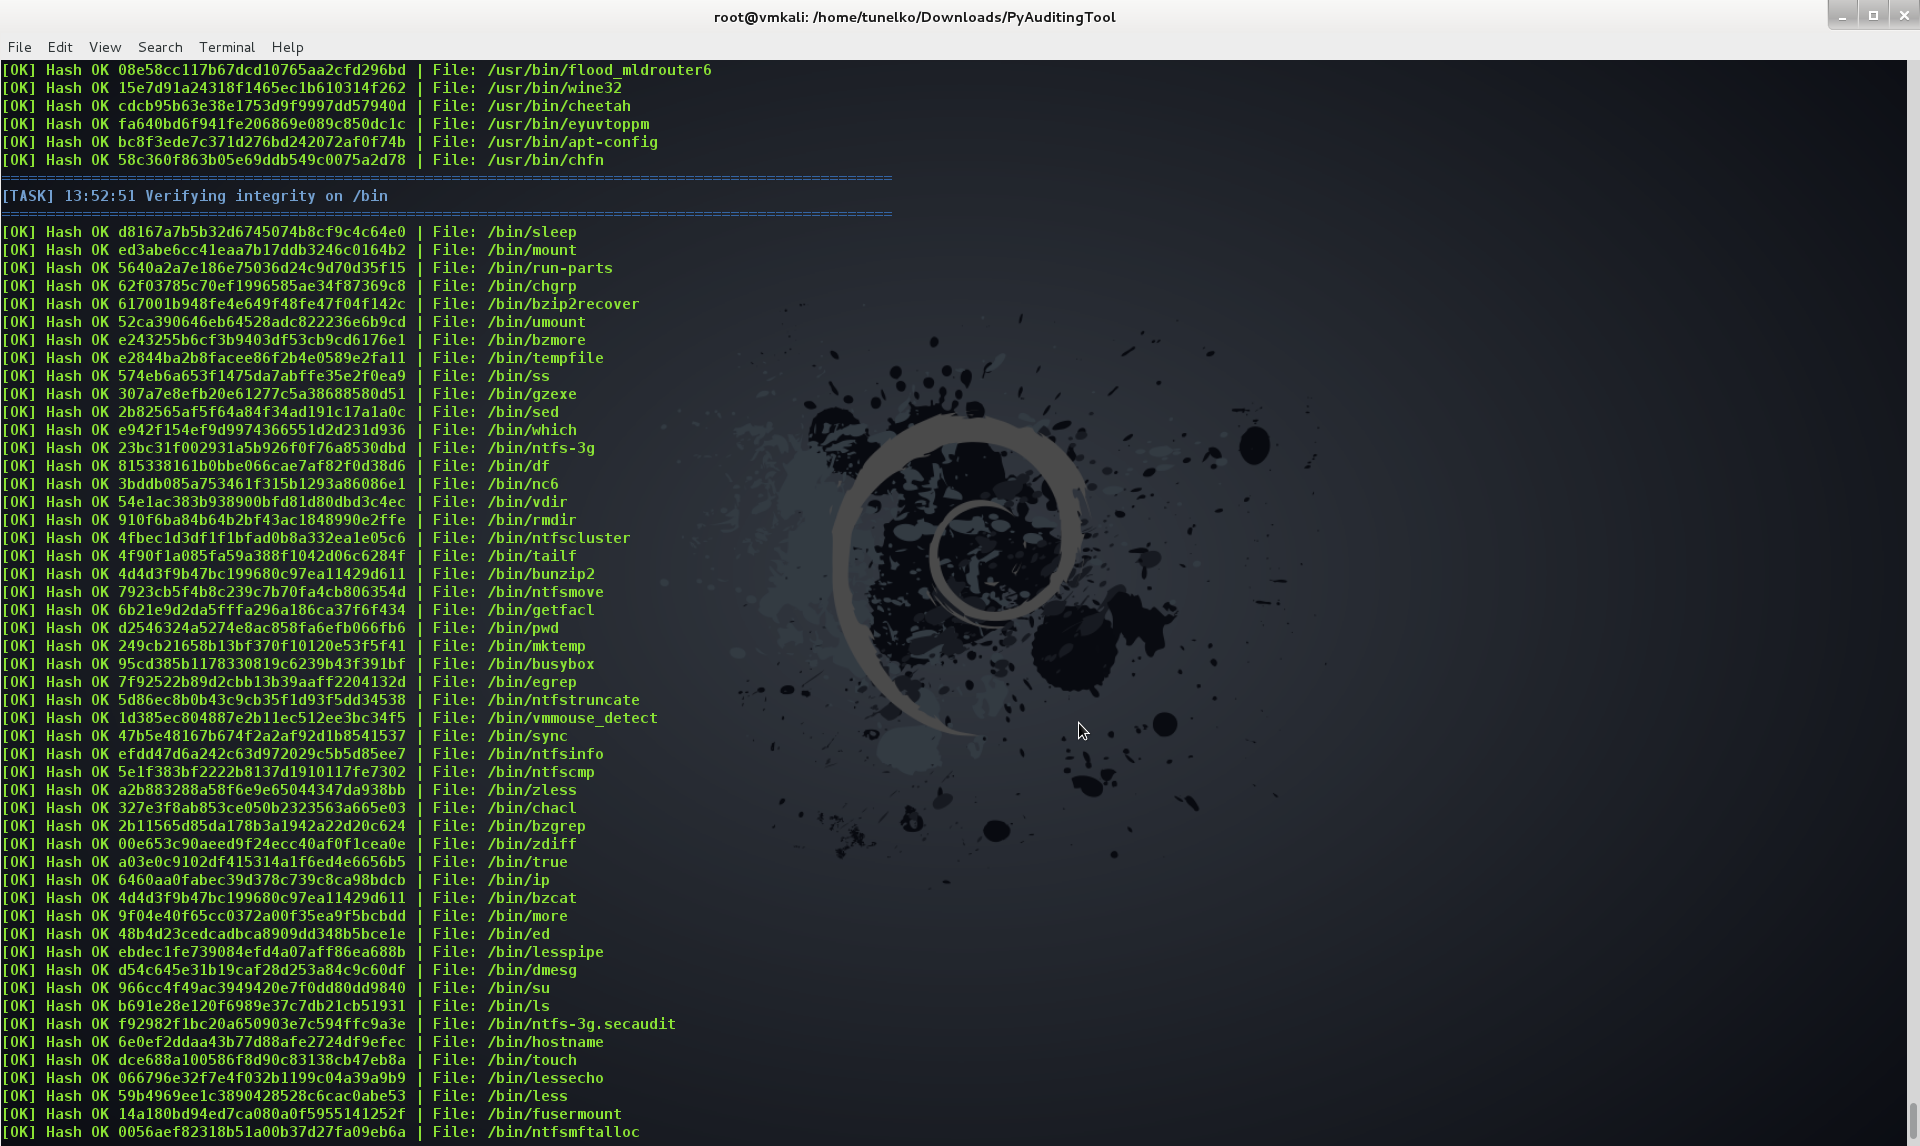 root@vmkali: /home/tunelko/Downloads/PyAuditingTool
File Edit View Search Terminal Help
[OK] Hash OK 08e58cc117b67dcd10765aa2cfd296bd | File: /usr/bin/flood_mldrouter6
[OK] Hash OK 15e7d91a24318f1465ec1b610314f262 | File: /usr/bin/wine32
[OK] Hash OK cdcb95b63e38e1753d9f9997dd57940d | File: /usr/bin/cheetah
[OK] Hash OK fa640bd6f941fe206869e089c850dc1c | File: /usr/bin/eyuvtoppm
[OK] Hash OK bc8f3ede7c371d276bd242072af0f74b | File: /usr/bin/apt-config
[OK] Hash OK 58c360f863b05e69ddb549c0075a2d78 | File: /usr/bin/chfn
===================================================================================================
[TASK] 13:52:51 Verifying integrity on /bin
===================================================================================================
[OK] Hash OK d8167a7b5b32d6745074b8cf9c4c64e0 | File: /bin/sleep
[OK] Hash OK ed3abe6cc41eaa7b17ddb3246c0164b2 | File: /bin/mount
[OK] Hash OK 5640a2a7e186e75036d24c9d70d35f15 | File: /bin/run-parts
[OK] Hash OK 62f03785c70ef1996585ae34f87369c8 | File: /bin/chgrp
[OK] Hash OK 617001b948fe4e649f48fe47f04f142c | File: /bin/bzip2recover
[OK] Hash OK 52ca390646eb64528adc822236e6b9cd | File: /bin/umount
[OK] Hash OK e243255b6cf3b9403df53cb9cd6176e1 | File: /bin/bzmore
[OK] Hash OK e2844ba2b8facee86f2b4e0589e2fa11 | File: /bin/tempfile
[OK] Hash OK 574eb6a653f1475da7abffe35e2f0ea9 | File: /bin/ss
[OK] Hash OK 307a7e8efb20e61277c5a38688580d51 | File: /bin/gzexe
[OK] Hash OK 2b82565af5f64a84f34ad191c17a1a0c | File: /bin/sed
[OK] Hash OK e942f154ef9d9974366551d2d231d936 | File: /bin/which
[OK] Hash OK 23bc31f002931a5b926f0f76a8530dbd | File: /bin/ntfs-3g
[OK] Hash OK 815338161b0bbe066cae7af82f0d38d6 | File: /bin/df
[OK] Hash OK 3bddb085a753461f315b1293a86086e1 | File: /bin/nc6
[OK] Hash OK 54e1ac383b938900bfd81d80dbd3c4ec | File: /bin/vdir
[OK] Hash OK 910f6ba84b64b2bf43ac1848990e2ffe | File: /bin/rmdir
[OK] Hash OK 4fbec1d3df1f1bfad0b8a332ea1e05c6 | File: /bin/ntfscluster
[OK] Hash OK 4f90f1a085fa59a388f1042d06c6284f | File: /bin/tailf
[OK] Hash OK 4d4d3f9b47bc199680c97ea11429d611 | File: /bin/bunzip2
[OK] Hash OK 7923cb5f4b8c239c7b70fa4cb806354d | File: /bin/ntfsmove
[OK] Hash OK 6b21e9d2da5fffa296a186ca37f6f434 | File: /bin/getfacl
[OK] Hash OK d2546324a5274e8ac858fa6efb066fb6 | File: /bin/pwd
[OK] Hash OK 249cb21658b13bf370f10120e53f5f41 | File: /bin/mktemp
[OK] Hash OK 95cd385b1178330819c6239b43f391bf | File: /bin/busybox
[OK] Hash OK 7f92522b89d2cbb13b39aaff2204132d | File: /bin/egrep
[OK] Hash OK 5d86ec8b0b43c9cb35f1d93f5dd34538 | File: /bin/ntfstruncate
[OK] Hash OK 1d385ec804887e2b11ec512ee3bc34f5 | File: /bin/vmmouse_detect
[OK] Hash OK 47b5e48167b674f2a2af92d1b8541537 | File: /bin/sync
[OK] Hash OK efdd47d6a242c63d972029c5b5d85ee7 | File: /bin/ntfsinfo
[OK] Hash OK 5e1f383bf2222b8137d1910117fe7302 | File: /bin/ntfscmp
[OK] Hash OK a2b883288a58f6e9e65044347da938bb | File: /bin/zless
[OK] Hash OK 327e3f8ab853ce050b2323563a665e03 | File: /bin/chacl
[OK] Hash OK 2b11565d85da178b3a1942a22d20c624 | File: /bin/bzgrep
[OK] Hash OK 00e653c90aeed9f24ecc40af0f1cea0e | File: /bin/zdiff
[OK] Hash OK a03e0c9102df415314a1f6ed4e6656b5 | File: /bin/true
[OK] Hash OK 6460aa0fabec39d378c739c8ca98bdcb | File: /bin/ip
[OK] Hash OK 4d4d3f9b47bc199680c97ea11429d611 | File: /bin/bzcat
[OK] Hash OK 9f04e40f65cc0372a00f35ea9f5bcbdd | File: /bin/more
[OK] Hash OK 48b4d23cedcadbca8909dd348b5bce1e | File: /bin/ed
[OK] Hash OK ebdec1fe739084efd4a07aff86ea688b | File: /bin/lesspipe
[OK] Hash OK d54c645e31b19caf28d253a84c9c60df | File: /bin/dmesg
[OK] Hash OK 966cc4f49ac3949420e7f0dd80dd9840 | File: /bin/su
[OK] Hash OK b691e28e120f6989e37c7db21cb51931 | File: /bin/ls
[OK] Hash OK f92982f1bc20a650903e7c594ffc9a3e | File: /bin/ntfs-3g.secaudit
[OK] Hash OK 6e0ef2ddaa43b77d88afe2724df9efec | File: /bin/hostname
[OK] Hash OK dce688a100586f8d90c83138cb47eb8a | File: /bin/touch
[OK] Hash OK 066796e32f7e4f032b1199c04a39a9b9 | File: /bin/lessecho
[OK] Hash OK 59b4969ee1c3890428528c6cac0abe53 | File: /bin/less
[OK] Hash OK 14a180bd94ed7ca080a0f5955141252f | File: /bin/fusermount
[OK] Hash OK 0056aef82318b51a00b37d27fa09eb6a | File: /bin/ntfsmftalloc